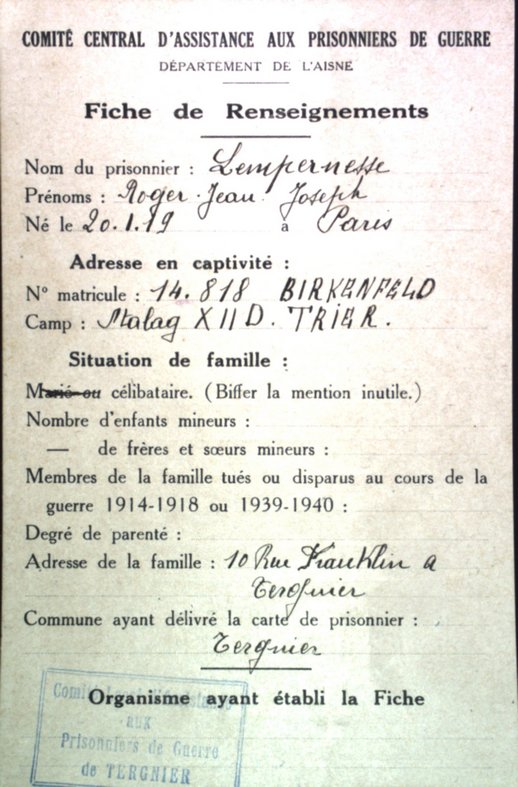 COMITÉ CENTRAL D'ASSISTANCE AUX PRISONNIERS DE GUERRE
DÉPARTEMENT DE L'AISNE
Fiche de Renseignements
Nom du prisonnier : Lempernesse
Prénoms : Roger Jean Joseph
Né le 20.1.19 a Paris
Adresse en captivité :
N° matricule : 14.818 BIRKENFELD
Camp : Stalag XIID. TRIER.
Situation de famille :
Marié ou célibataire. (Biffer la mention inutile.)
Nombre d'enfants mineurs :
— de frères et sœurs mineurs :
Membres de la famille tués ou disparus au cours de la
guerre 1914-1918 ou 1939-1940 :
Degré de parenté :
Adresse de la famille : 10 Rue Franklin a
Tergnier
Commune ayant délivré la carte de prisonnier :
Tergnier
Organisme ayant établi la Fiche
Comité
aux
Prisonniers de Guerre
de TERGNIER